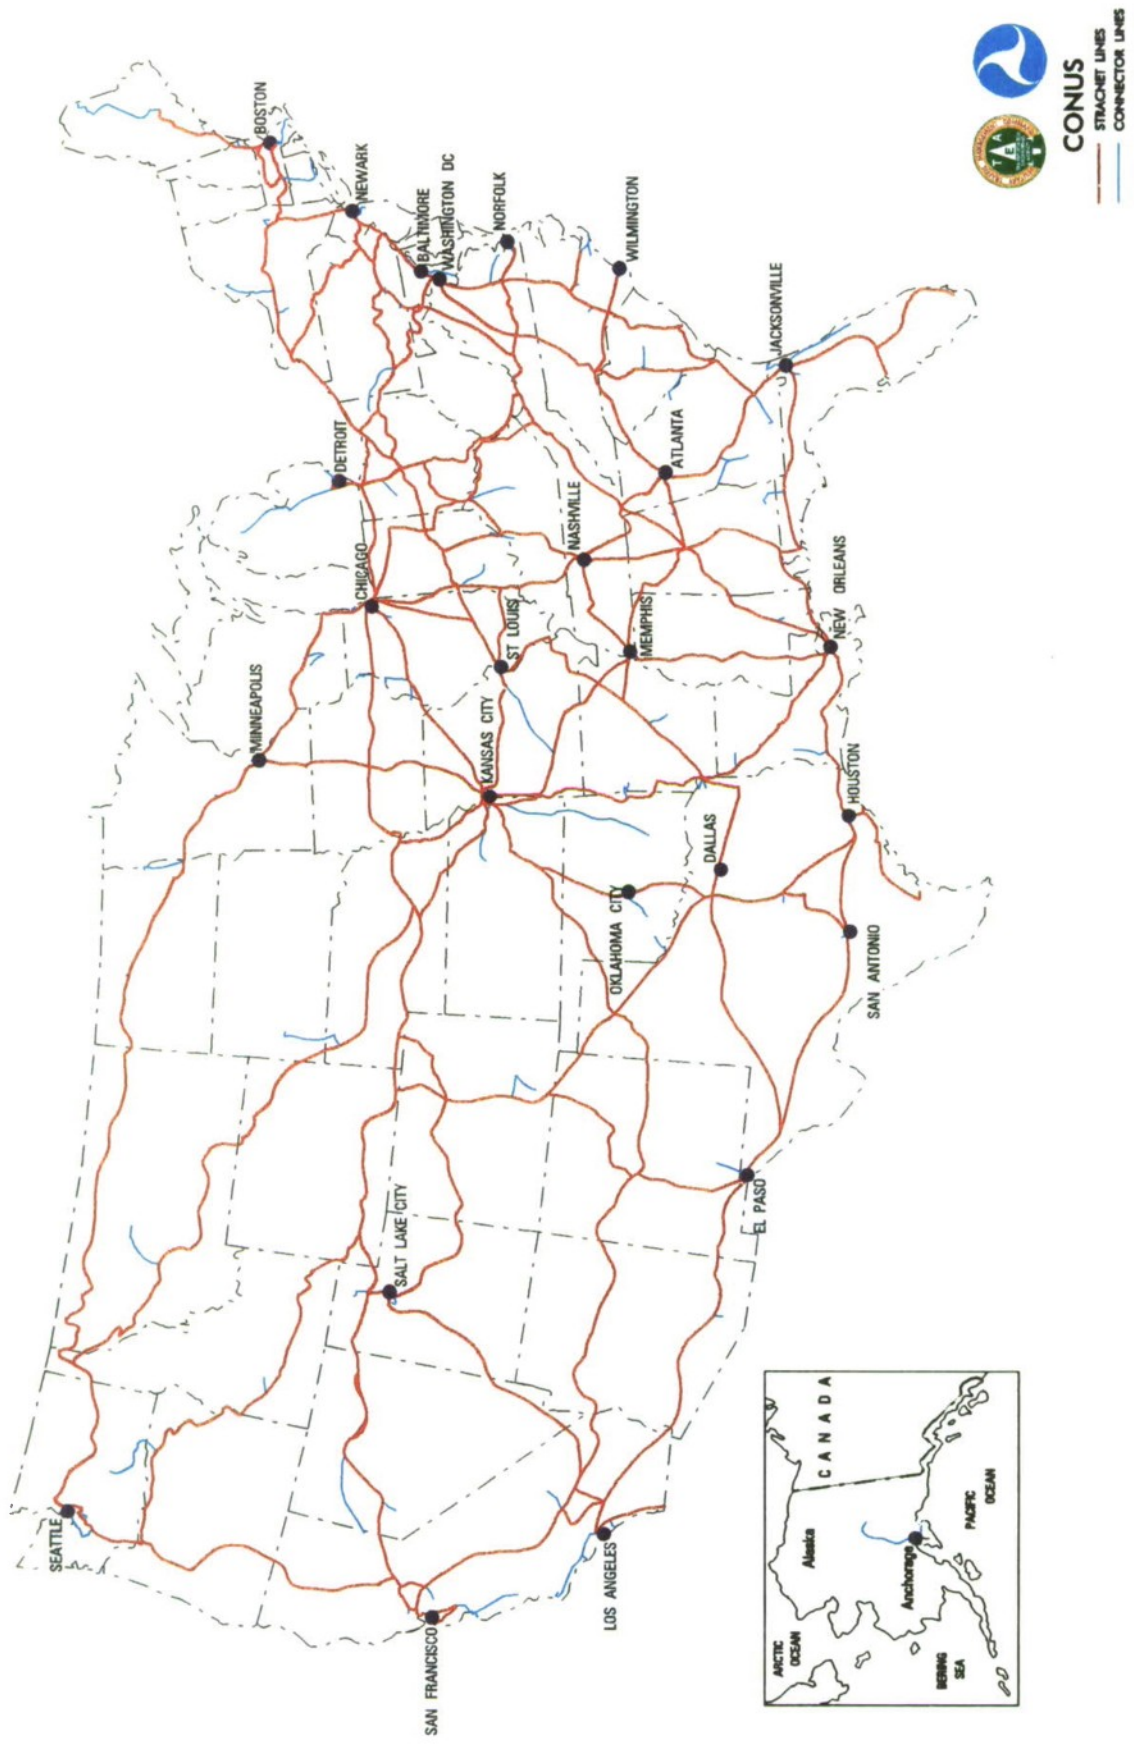 SEATTLE
MINNEAPOLIS
BOSTON
DETROIT
NEWARK
CHICAGO
SALT LAKE CITY
BALTIMORE
WASHINGTON DC
SAN FRANCISCO
KANSAS CITY
ST LOUIS
NORFOLK
NASHVILLE
LOS ANGELES
OKLAHOMA CITY
MEMPHIS
WILMINGTON
ATLANTA
DALLAS
EL PASO
JACKSONVILLE
SAN ANTONIO
HOUSTON
NEW ORLEANS
ARCTIC
OCEAN
Alaska
CANADA
Anchorage
BERING
SEA
PACIFIC
OCEAN
CONUS
STRACNET LINES
CONNECTOR LINES